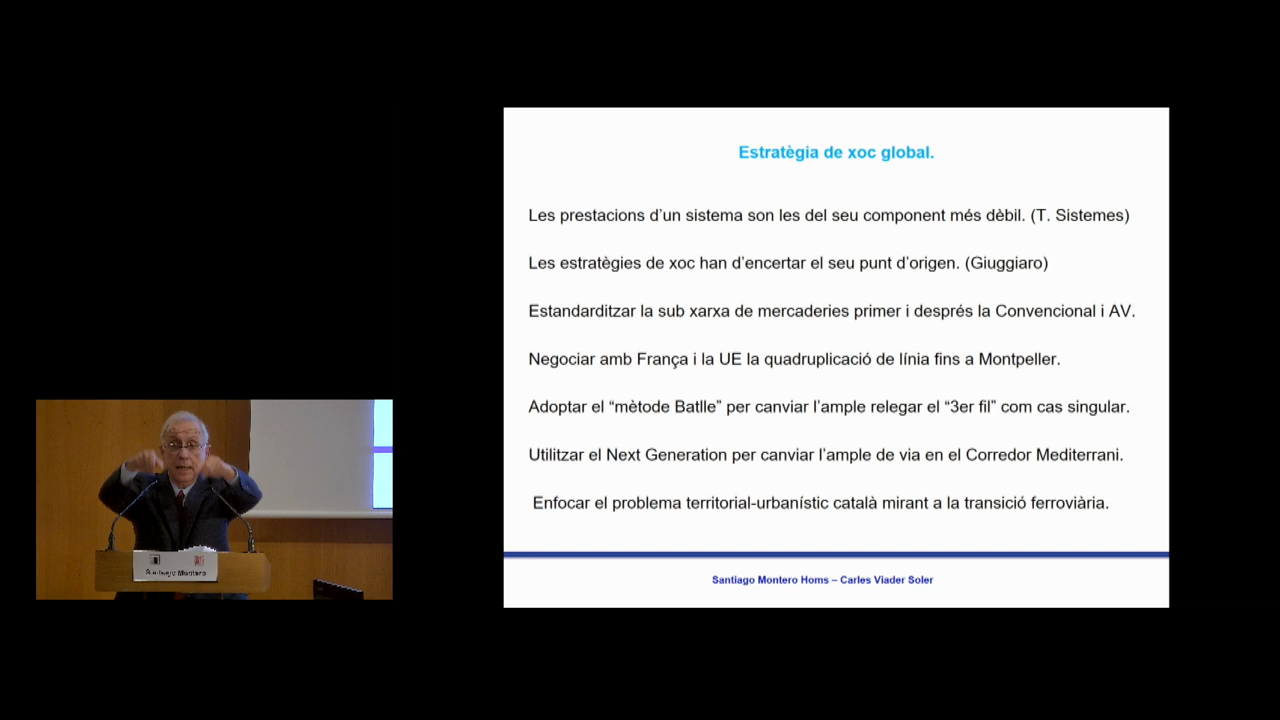 Estratègia de xoc global.
Les prestacions d’un sistema son les del seu component més dèbil. (T. Sistemes)
Les estratègies de xoc han d’encertar el seu punt d’origen. (Giuggiaro)
Estandarditzar la sub xarxa de mercaderies primer i després la Convencional i AV.
Negociar amb França i la UE la quadruplicació de línia fins a Montpeller.
Adoptar el “mètode Batlle” per canviar l’ample relegar el “3er fil” com cas singular.
Utilitzar el Next Generation per canviar l’ample de via en el Corredor Mediterrani.
Enfocar el problema territorial-urbanístic català mirant a la transició ferroviària.
Santiago Montero Homs – Carles Viader Soler
Santiago Montero